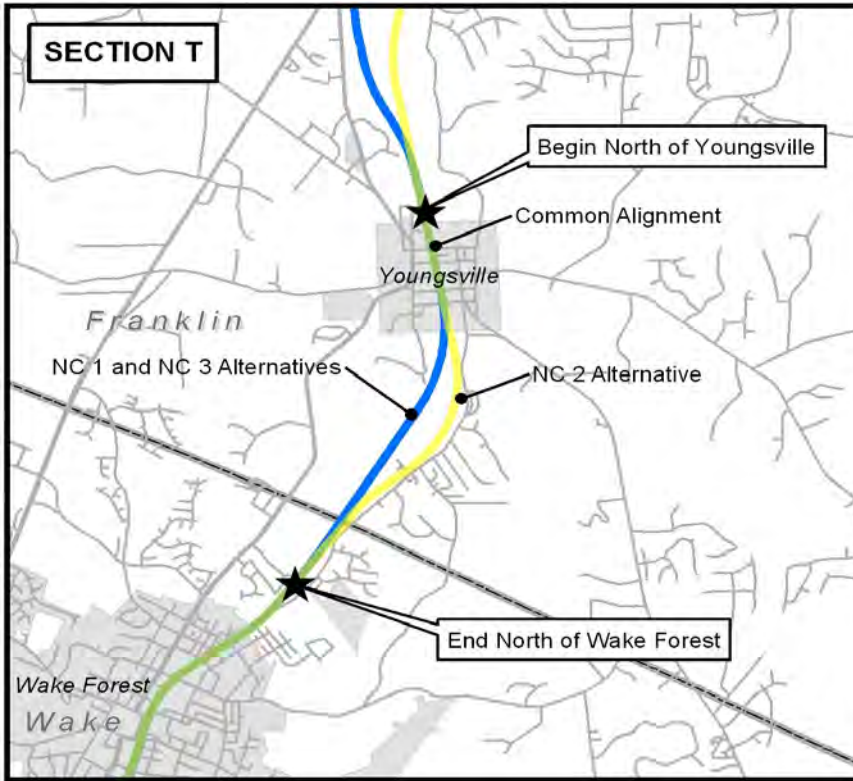 SECTION T
Begin North of Youngsville
Common Alignment
Youngsville
Franklin
NC 1 and NC 3 Alternatives
NC 2 Alternative
End North of Wake Forest
Wake Forest
Wake